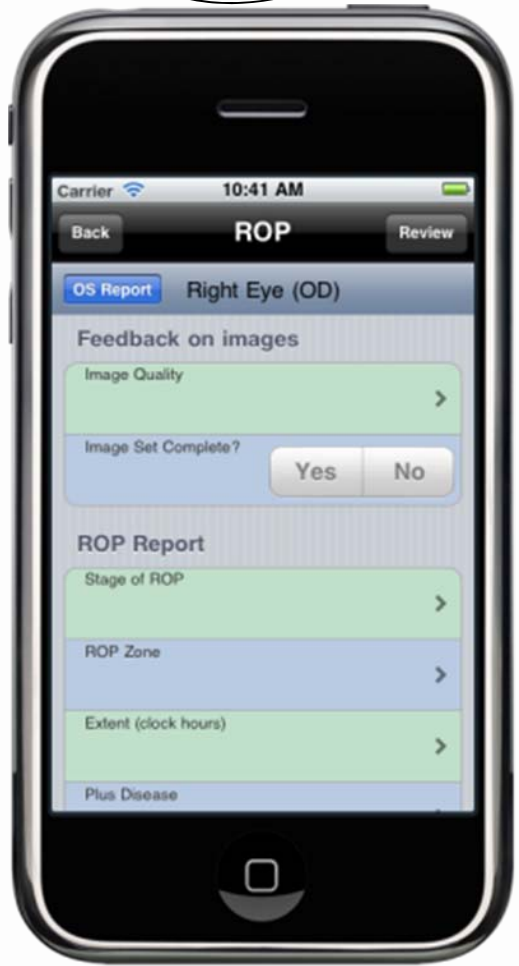 Carrier 10:41 AM
Back ROP Review
OS Report Right Eye (OD)
Feedback on images
Image Quality
Image Set Complete?
Yes No
ROP Report
Stage of ROP
ROP Zone
Extent (clock hours)
Plus Disease